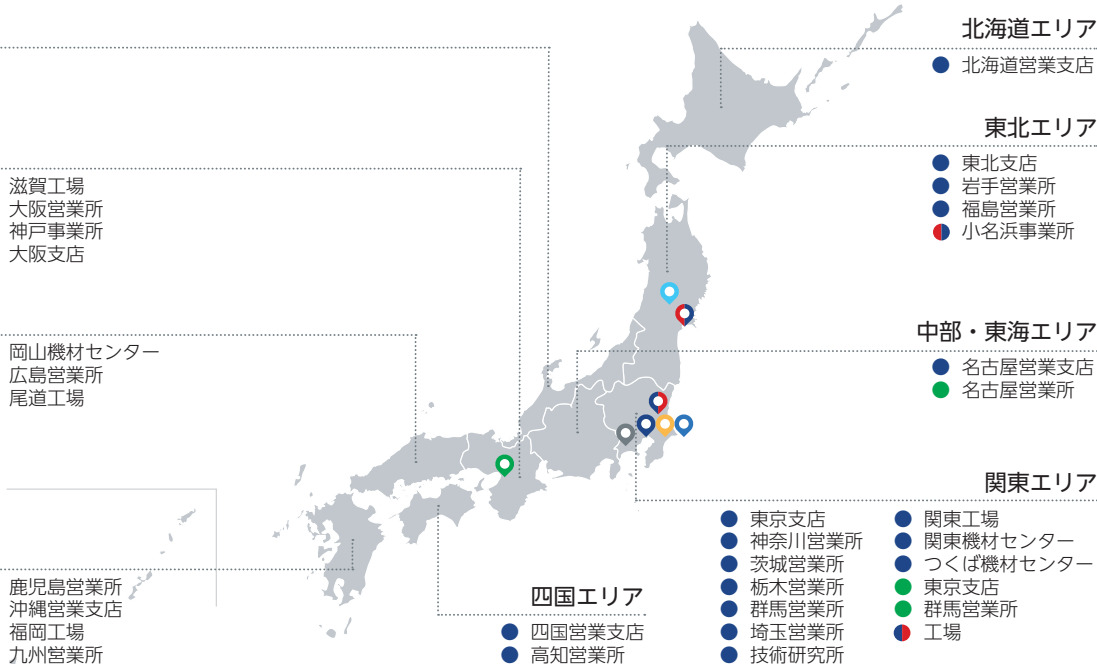 北海道エリア
北海道営業支店
東北エリア
東北支店
岩手営業所
福島営業所
小名浜事業所
滋賀工場
大阪営業所
神戸事業所
大阪支店
中部・東海エリア
名古屋営業支店
名古屋営業所
岡山機材センター
広島営業所
尾道工場
関東エリア
東京支店
神奈川営業所
茨城営業所
栃木営業所
群馬営業所
埼玉営業所
技術研究所
関東工場
関東機材センター
つくば機材センター
東京支店
群馬営業所
工場
四国エリア
四国営業支店
高知営業所
鹿児島営業所
沖縄営業支店
福岡工場
九州営業所